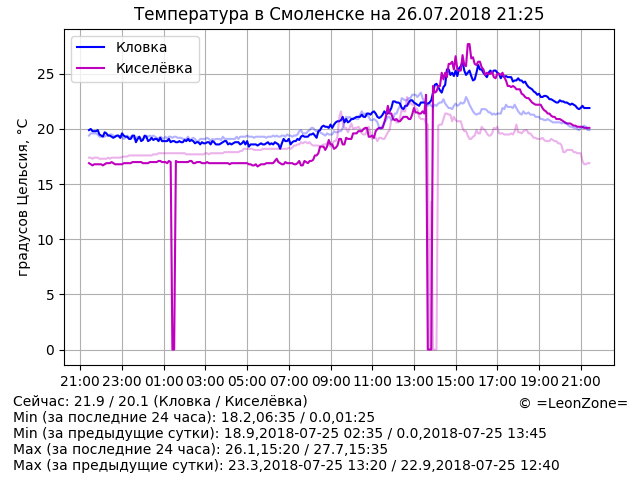 Температура в Смоленске на 26.07.2018 21:25
Кловка
Киселёвка
градусов Цельсия, °C
25
20
15
10
5
0
21:00 23:00 01:00 03:00 05:00 07:00 09:00 11:00 13:00 15:00 17:00 19:00 21:00
Сейчас: 21.9 / 20.1 (Кловка / Киселёвка)
© =LeonZone=
Min (за последние 24 часа): 18.2,06:35 / 0.0,01:25
Min (за предыдущие сутки): 18.9,2018-07-25 02:35 / 0.0,2018-07-25 13:45
Max (за последние 24 часа): 26.1,15:20 / 27.7,15:35
Max (за предыдущие сутки): 23.3,2018-07-25 13:20 / 22.9,2018-07-25 12:40